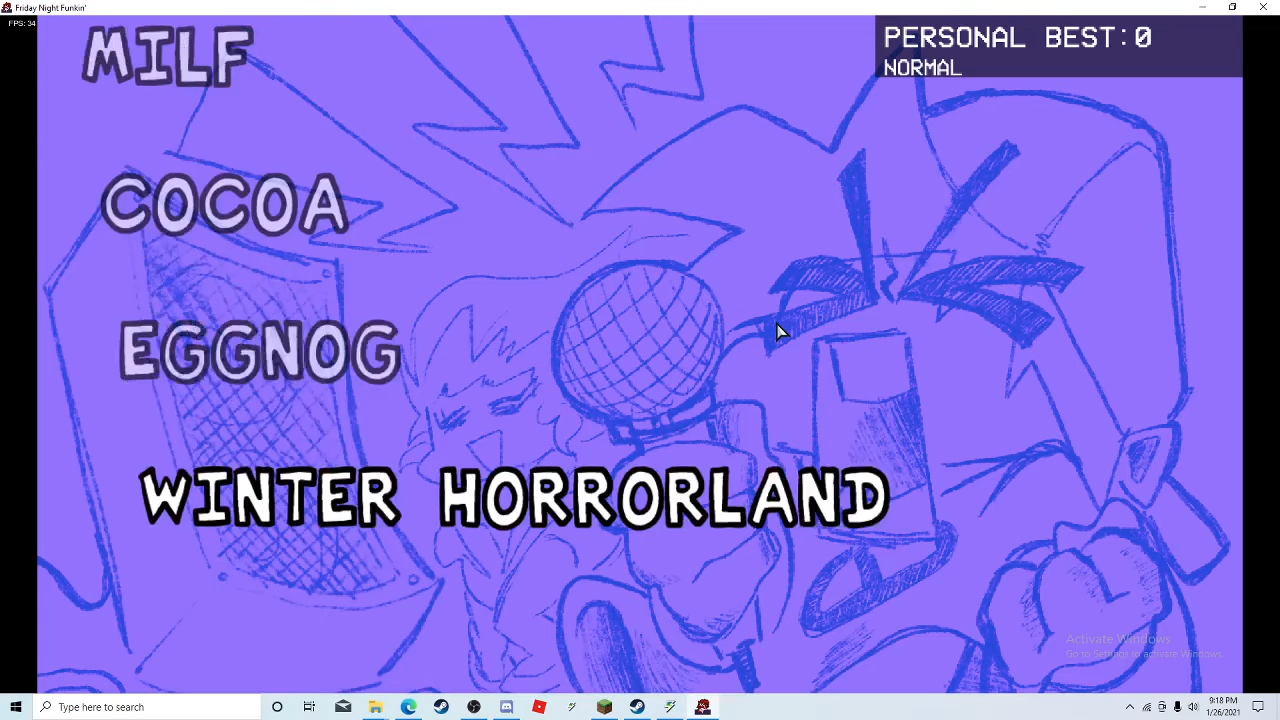 Friday Night Funkin'
FPS: 34
MILF
PERSONAL BEST:0
NORMAL
COCOA
EGGNOG
WINTER HORRORLAND
Activate Windows
Go to Settings to activate Windows.
Type here to search
9:18 PM
1/26/2021